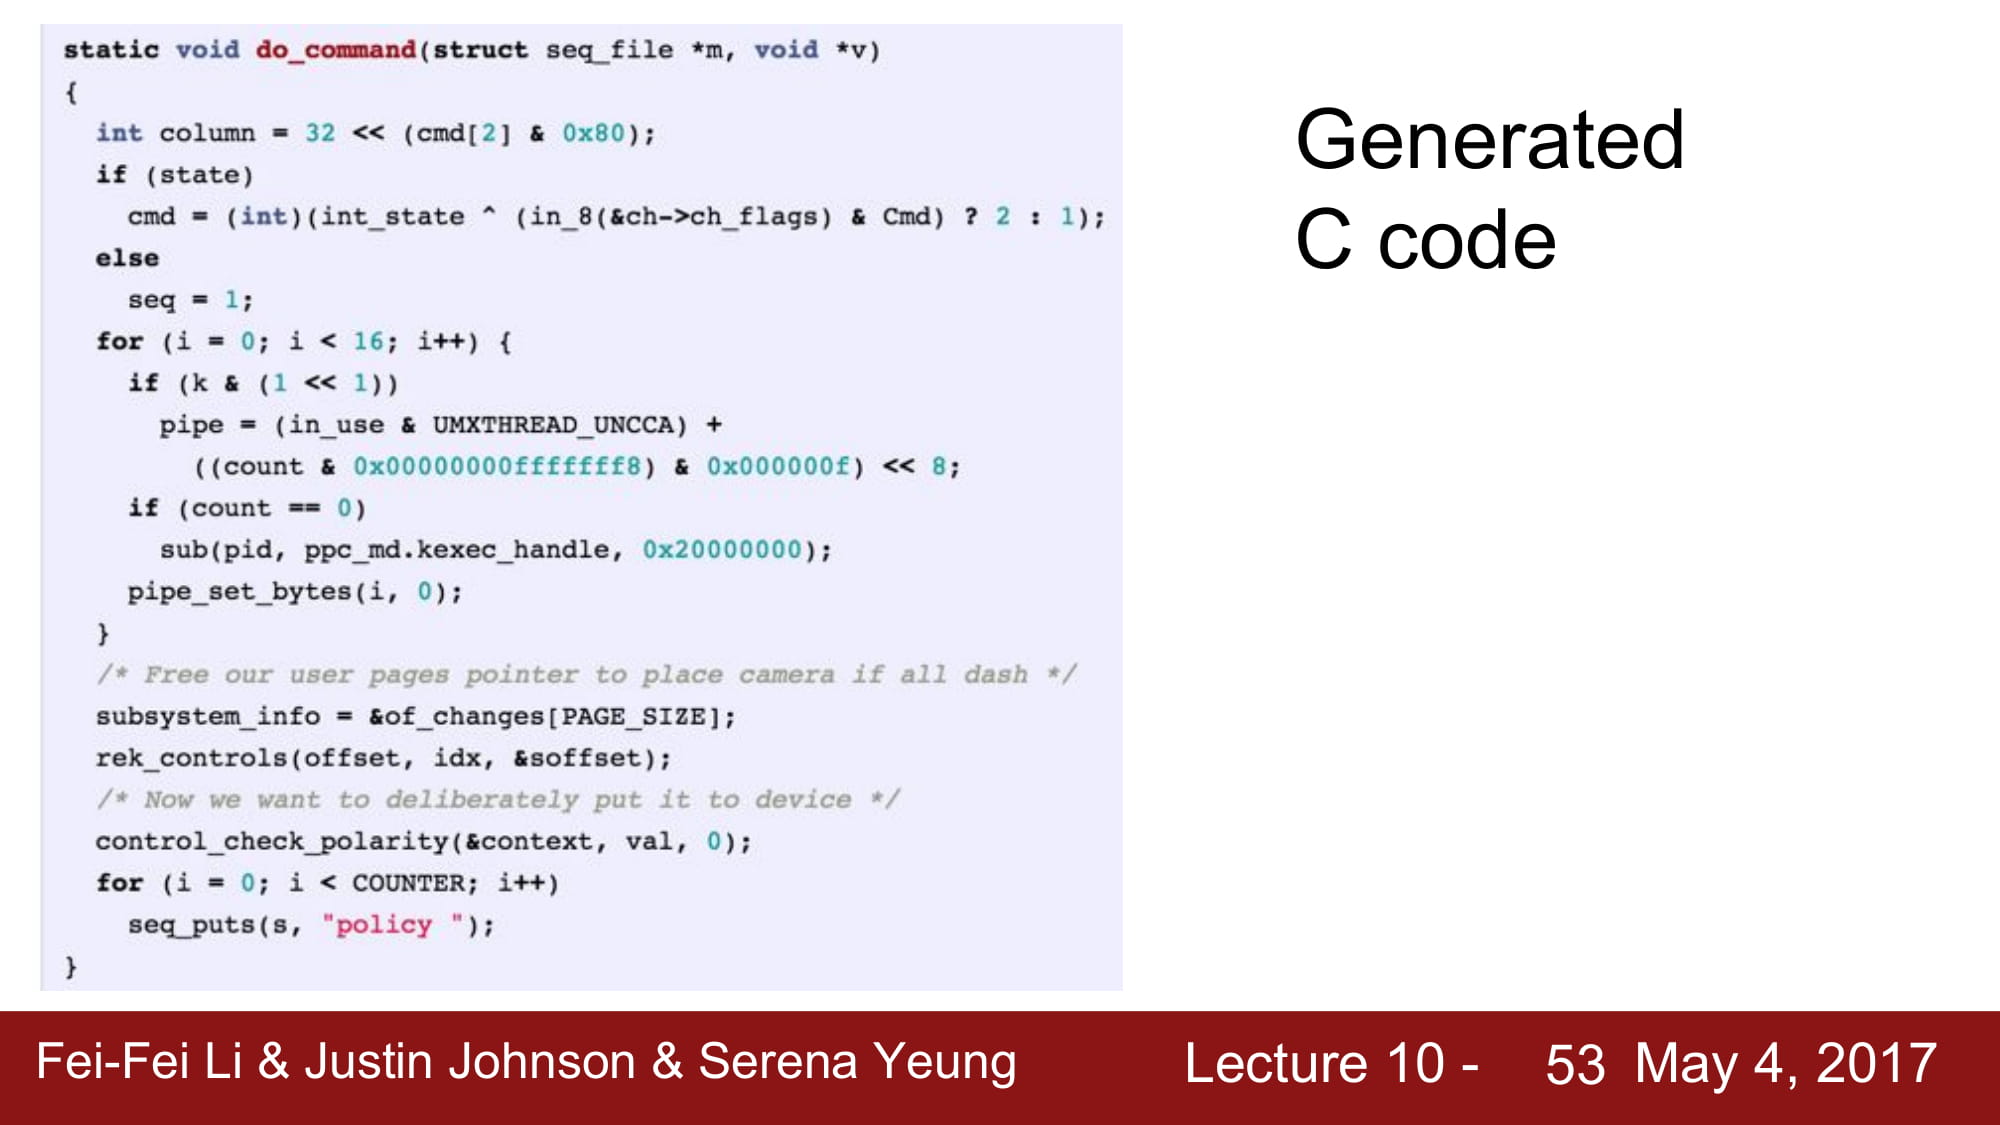 static void do_command(struct seq_file *m, void *v)
{
  int column = 32 << (cmd[2] & 0x80);
  if (state)
    cmd = (int)(int_state ^ (in_8(&ch->ch_flags) & Cmd) ? 2 : 1);
  else
    seq = 1;
  for (i = 0; i < 16; i++) {
    if (k & (1 << 1))
      pipe = (in_use & UMXTHREAD_UNCCA) +
        ((count & 0x00000000fffffff8) & 0x000000f) << 8;
    if (count == 0)
      sub(pid, ppc_md.kexec_handle, 0x20000000);
    pipe_set_bytes(i, 0);
  }
  /* Free our user pages pointer to place camera if all dash */
  subsystem_info = &of_changes[PAGE_SIZE];
  rek_controls(offset, idx, &soffset);
  /* Now we want to deliberately put it to device */
  control_check_polarity(&context, val, 0);
  for (i = 0; i < COUNTER; i++)
    seq_puts(s, "policy ");
}
Generated
C code
Fei-Fei Li & Justin Johnson & Serena Yeung
Lecture 10 - 53 May 4, 2017